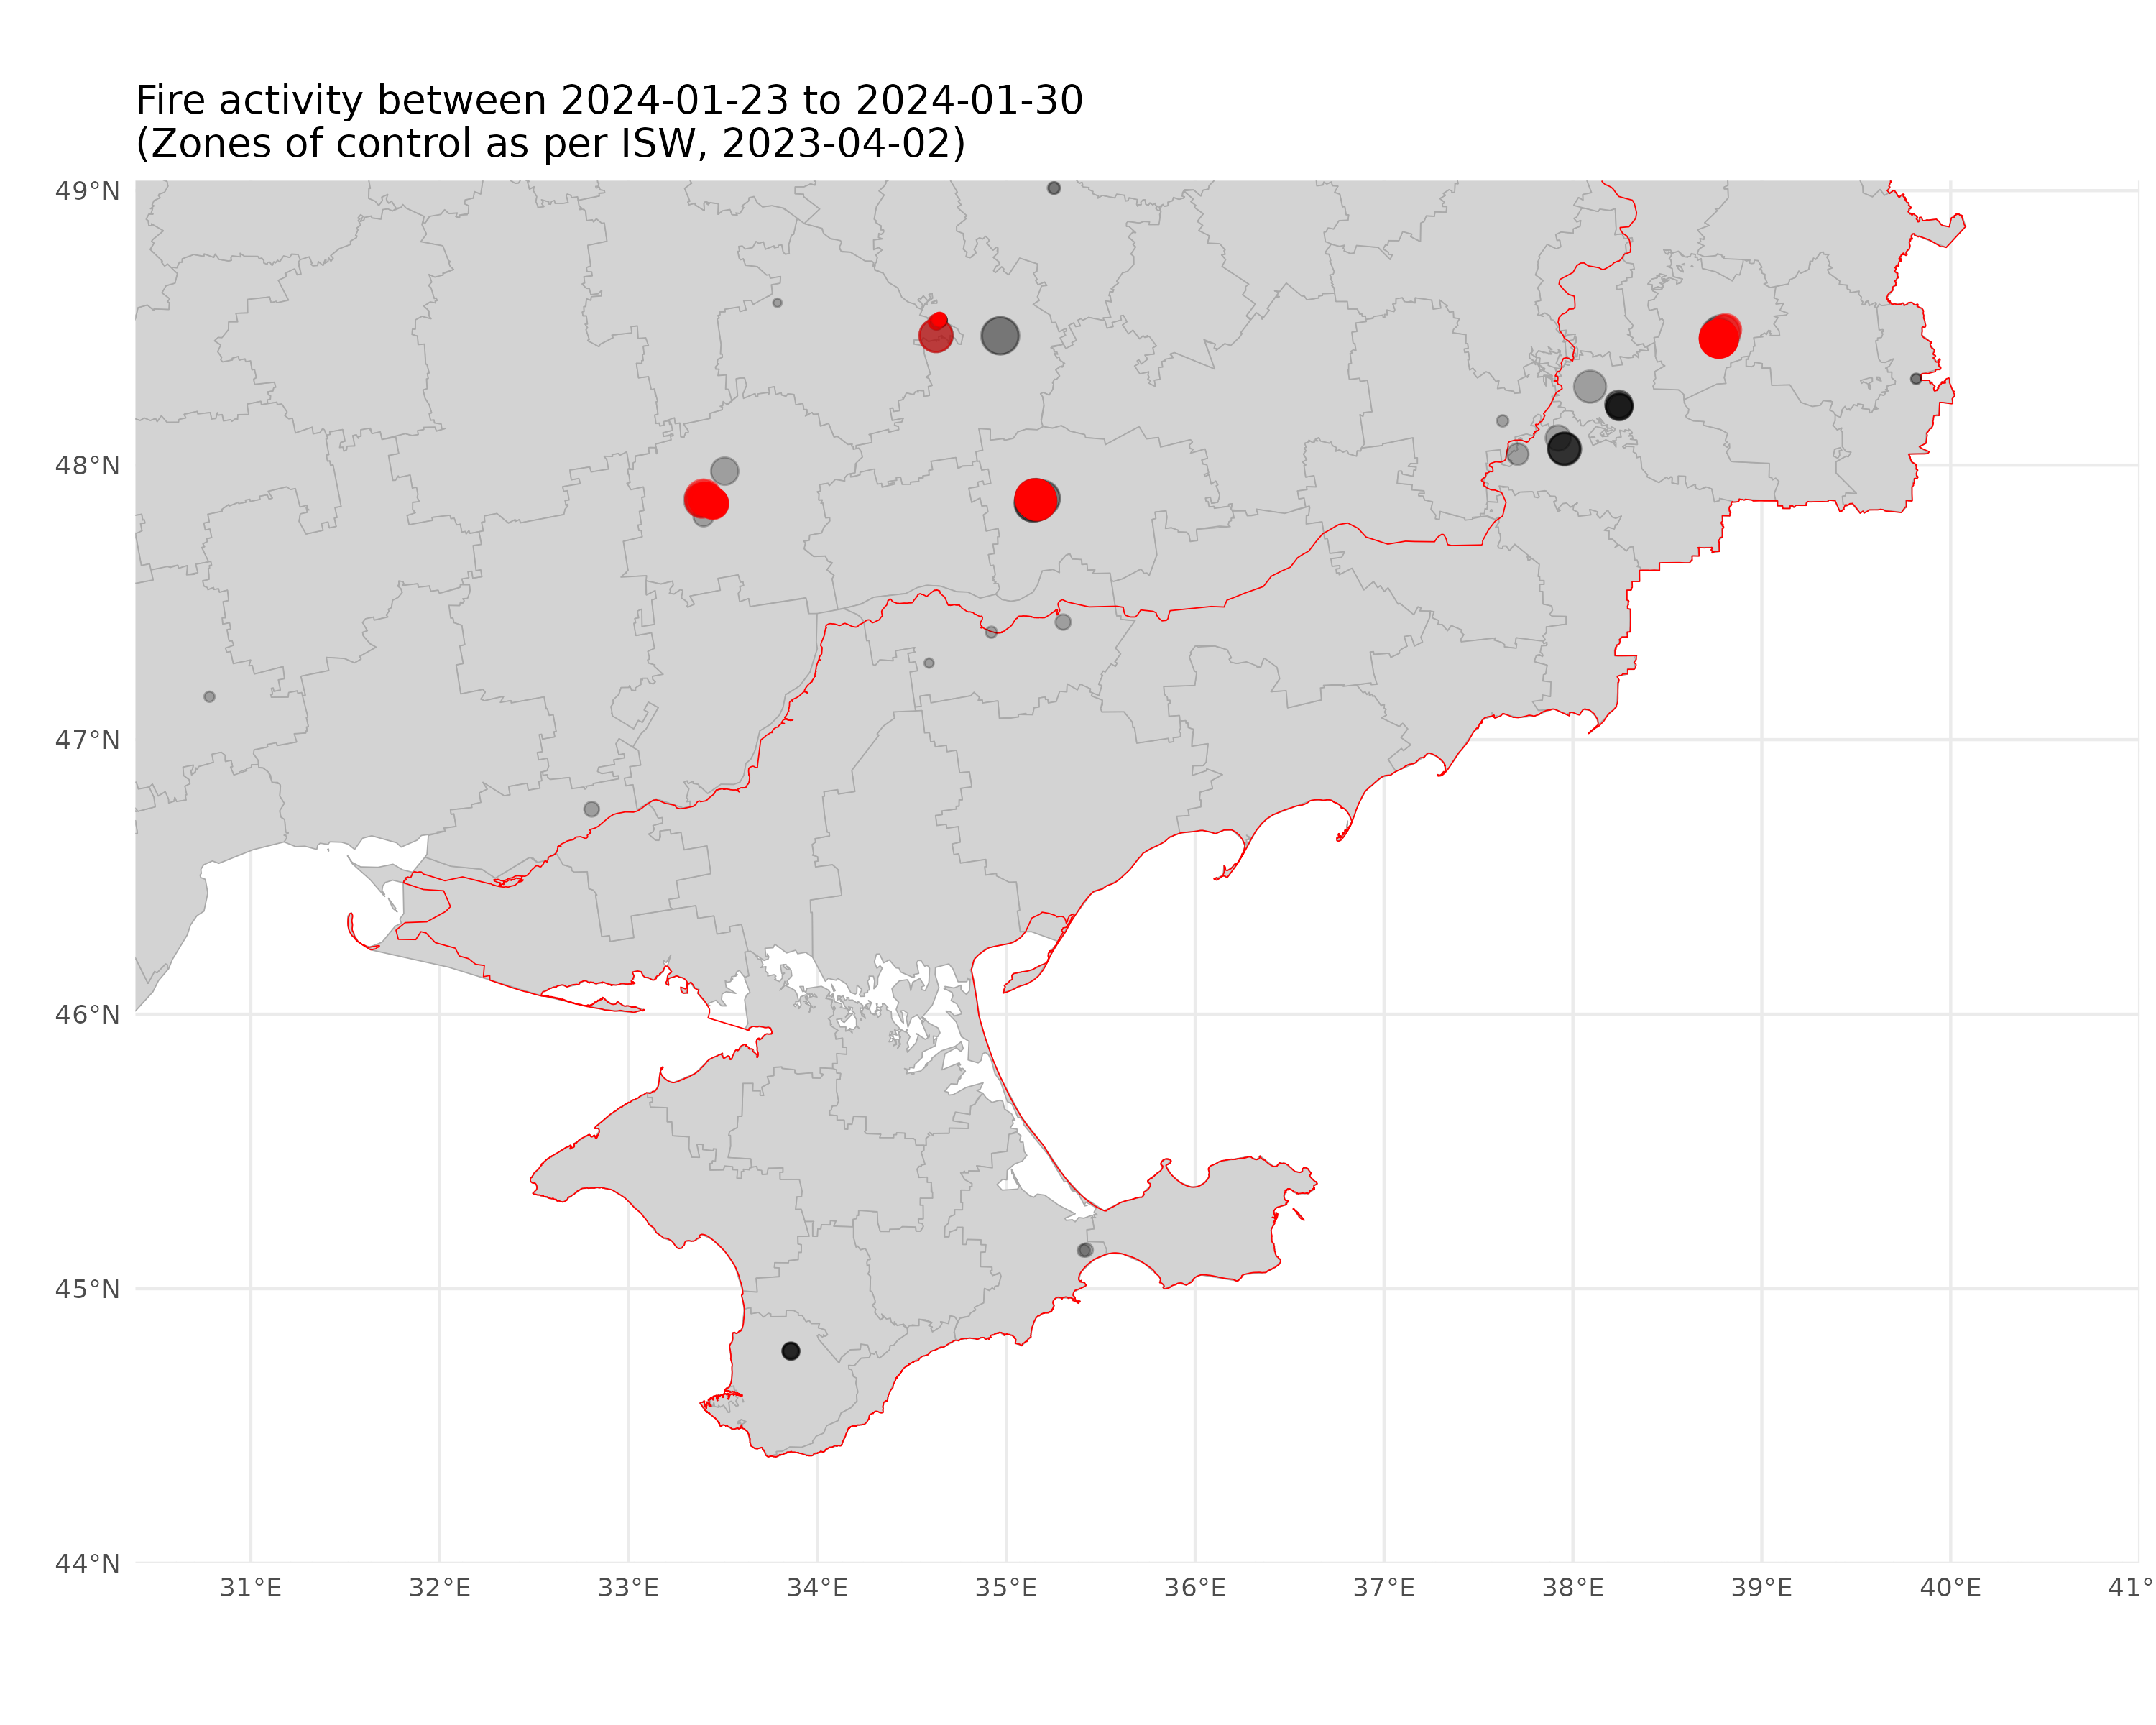 Fire activity between 2024-01-23 to 2024-01-30
(Zones of control as per ISW, 2023-04-02)
49°N
48°N
47°N
46°N
45°N
44°N
31°E
32°E
33°E
34°E
35°E
36°E
37°E
38°E
39°E
40°E
41°